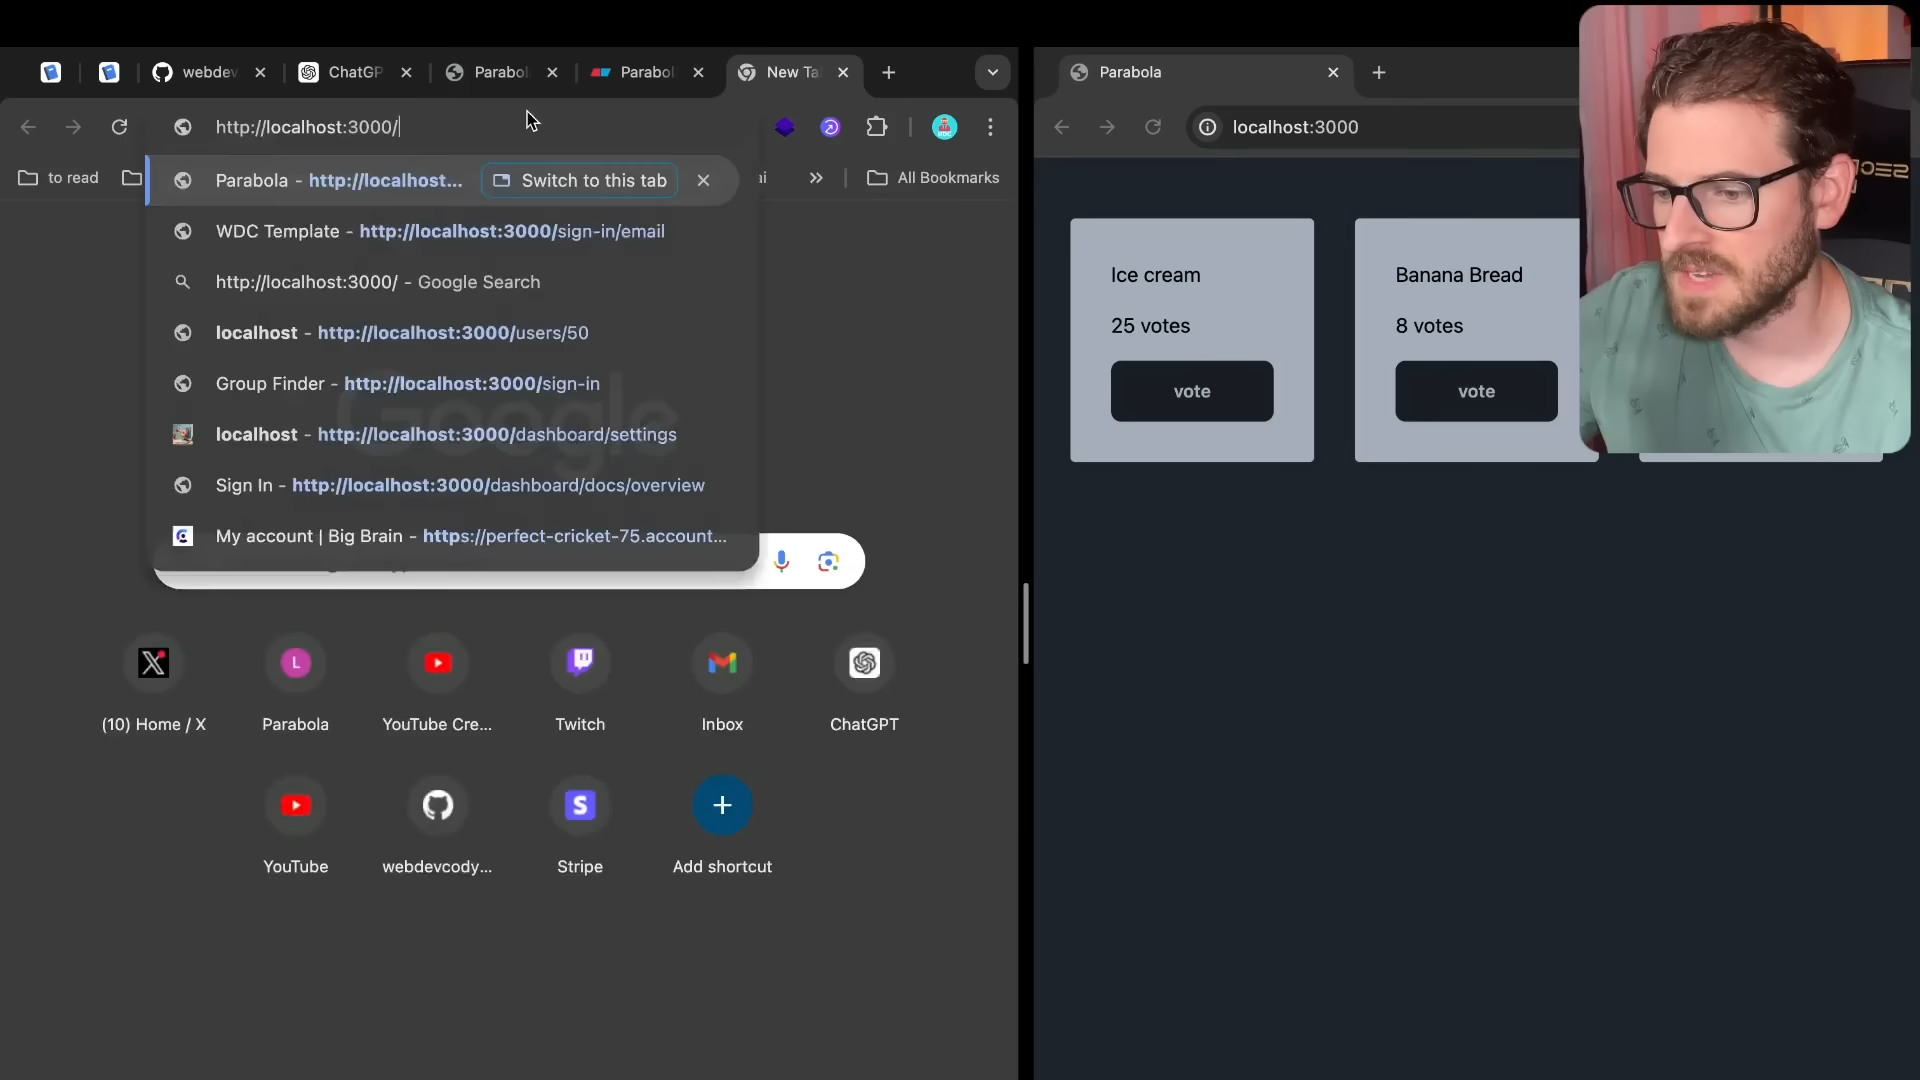 webdev
ChatGP
Parabol
Parabol
New Ta
Parabola
http://localhost:3000/
localhost:3000
to read
ai
All Bookmarks
Parabola - http://localhost...
Switch to this tab
WDC Template - http://localhost:3000/sign-in/email
http://localhost:3000/ - Google Search
localhost - http://localhost:3000/users/50
Group Finder - http://localhost:3000/sign-in
localhost - http://localhost:3000/dashboard/settings
Sign In - http://localhost:3000/dashboard/docs/overview
My account | Big Brain - https://perfect-cricket-75.account...
Google
(10) Home / X
L
Parabola
YouTube Cre...
Twitch
Inbox
ChatGPT
YouTube
webdevcody...
S
Stripe
Add shortcut
Ice cream
25 votes
vote
Banana Bread
8 votes
vote